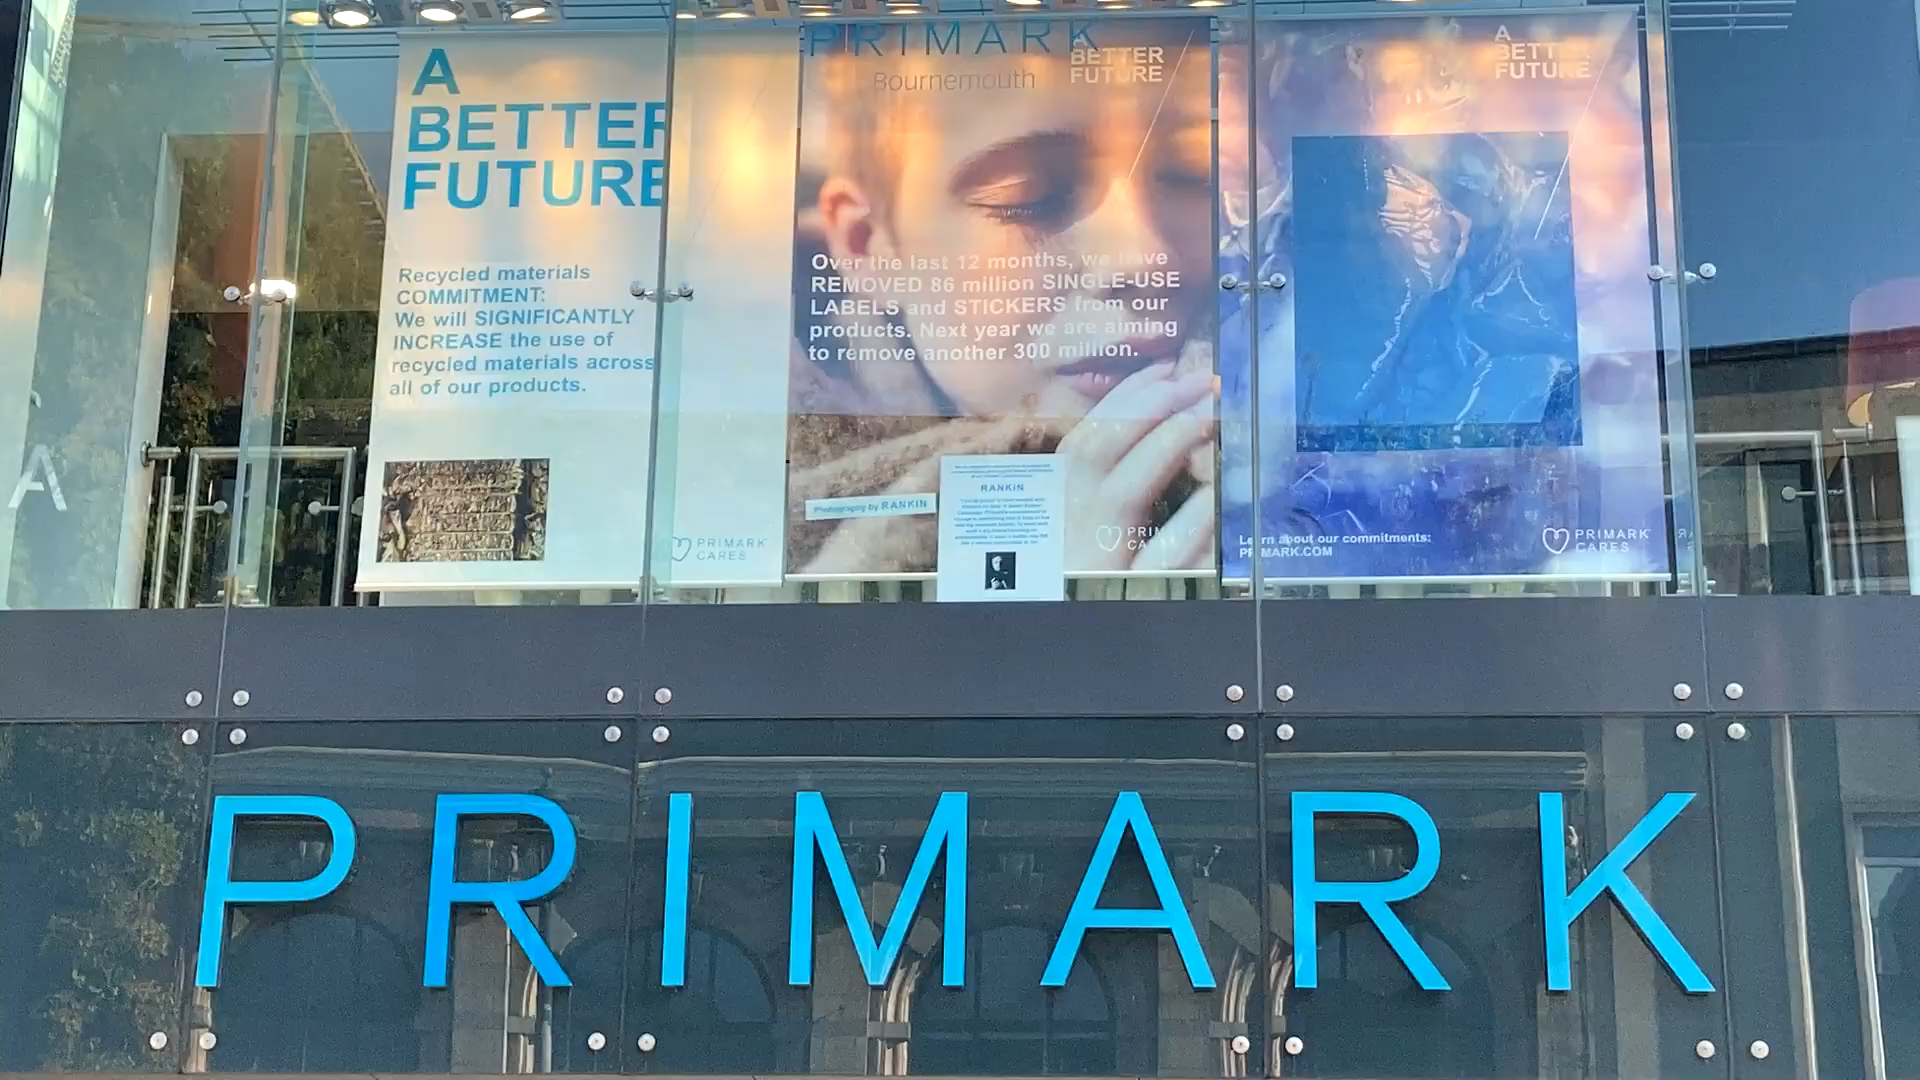 A
BETTER
FUTURE
Recycled materials
COMMITMENT:
We will SIGNIFICANTLY
INCREASE the use of
recycled materials across
all of our products.
PRIMARK
CARES
PRIMARK
Bournemouth
A
BETTER
FUTURE
Over the last 12 months, we have
REMOVED 86 million SINGLE-USE
LABELS and STICKERS from our
products. Next year we are aiming
to remove another 300 million.
Photography by RANKIN
RANKIN
PRIMARK
CA
A
BETTER
FUTURE
Learn about our commitments:
PRIMARK.COM
PRIMARK
CARES
A
PRIMARK